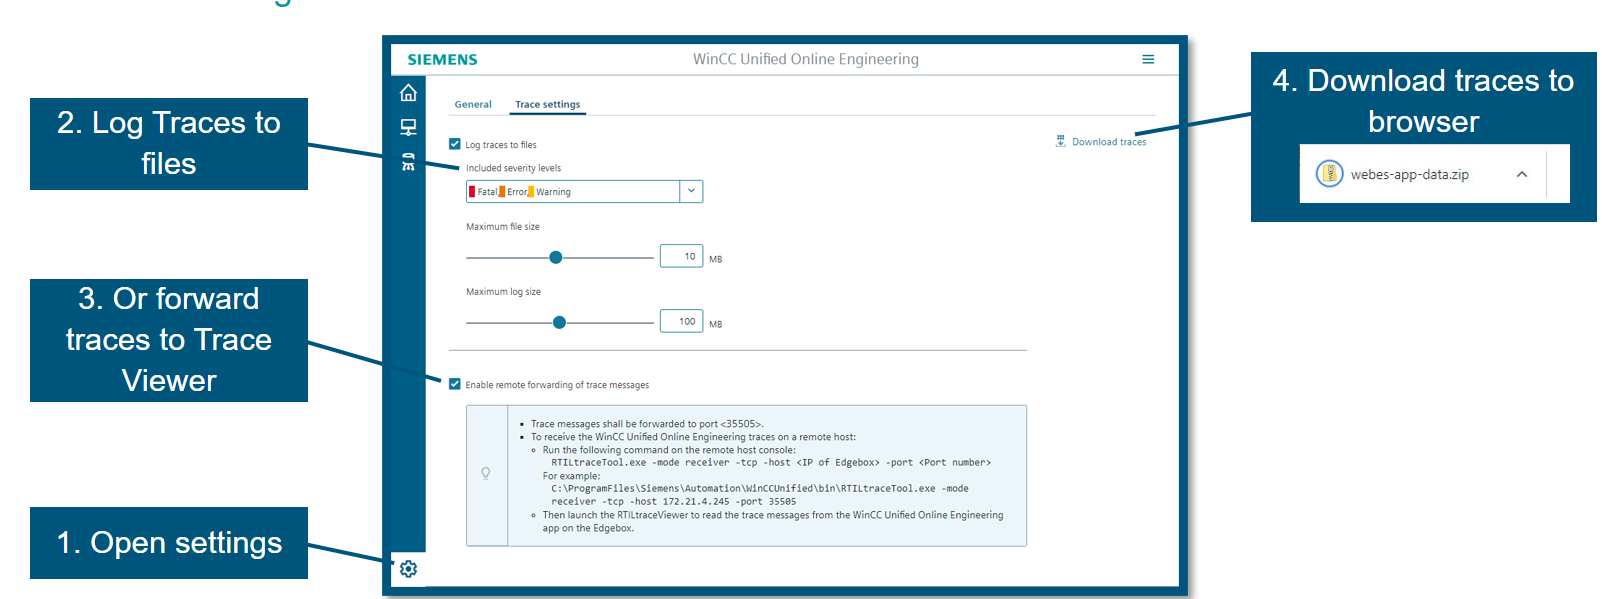 SIEMENS
WinCC Unified Online Engineering
2. Log Traces to
files
4. Download traces to
browser
webes-app-data.zip
General
Trace settings
Log traces to files
Download traces
Included severity levels
Fatal, Error, Warning
Maximum file size
10 MB
Maximum log size
100 MB
3. Or forward
traces to Trace
Viewer
Enable remote forwarding of trace messages
▪ Trace messages shall be forwarded to port <35505>.
▪ To receive the WinCC Unified Online Engineering traces on a remote host:
◦ Run the following command on the remote host console:
RTILtraceTool.exe -mode receiver -tcp -host <IP of Edgebox> -port <Port number>
For example:
C:\ProgramFiles\Siemens\Automation\WinCCUnified\bin\RTILtraceTool.exe -mode
receiver -tcp -host 172.21.4.245 -port 35505
◦ Then launch the RTILtraceViewer to read the trace messages from the WinCC Unified Online Engineering
app on the Edgebox.
1. Open settings